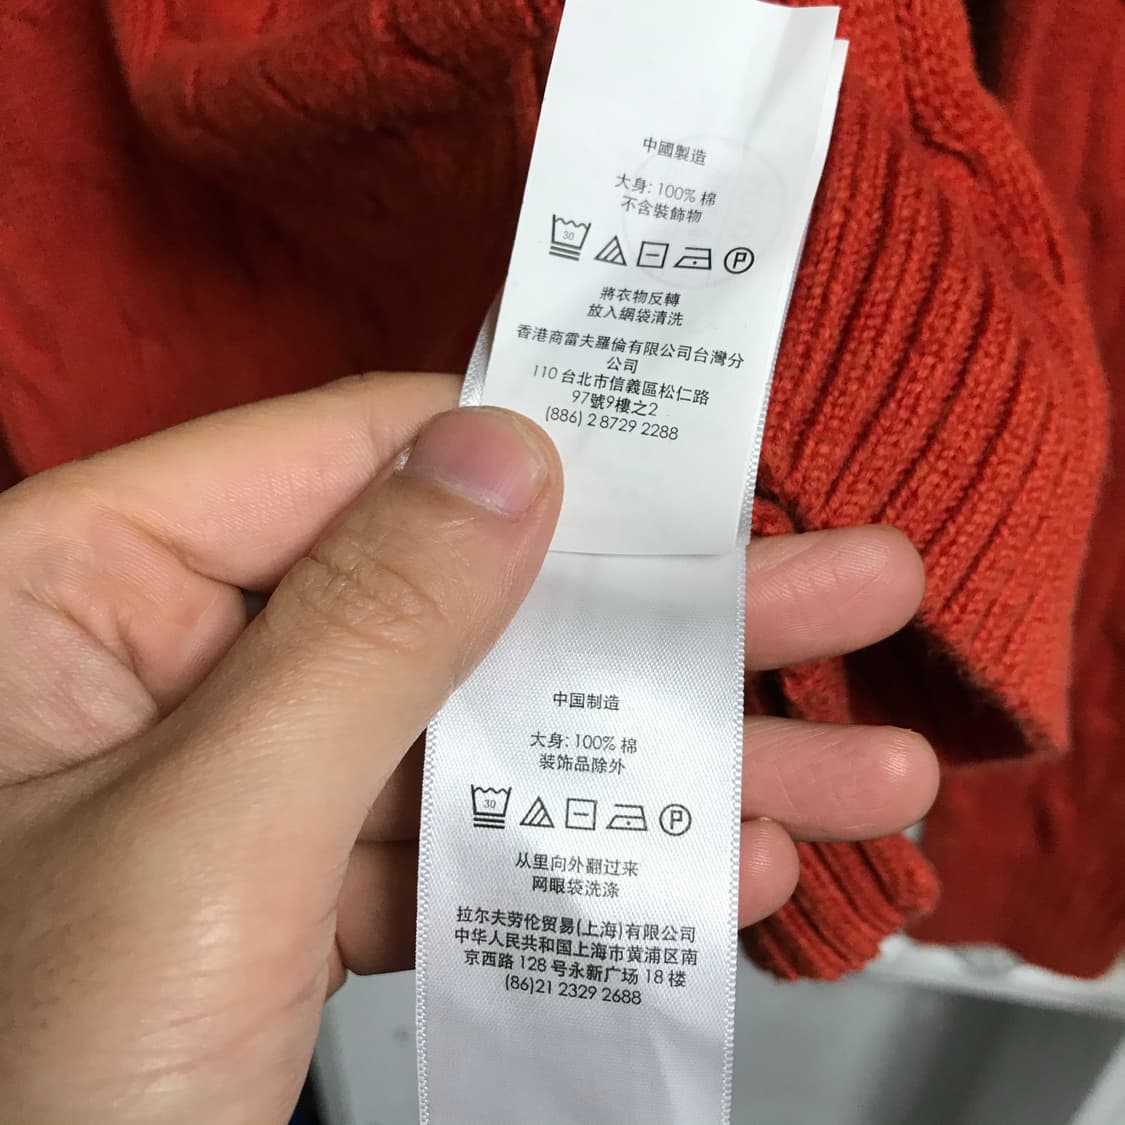 中國製造
大身: 100% 棉
不含裝飾物
30
P
將衣物反轉
放入網袋清洗
香港商雷夫羅倫有限公司台灣分
公司
110 台北市信義區松仁路
97號9樓之2
(886) 2 8729 2288
中国制造
大身: 100% 棉
装饰品除外
30
P
从里向外翻过来
网眼袋洗涤
拉尔夫劳伦贸易(上海)有限公司
中华人民共和国上海市黄浦区南
京西路 128 号永新广场 18 楼
(86)21 2329 2688